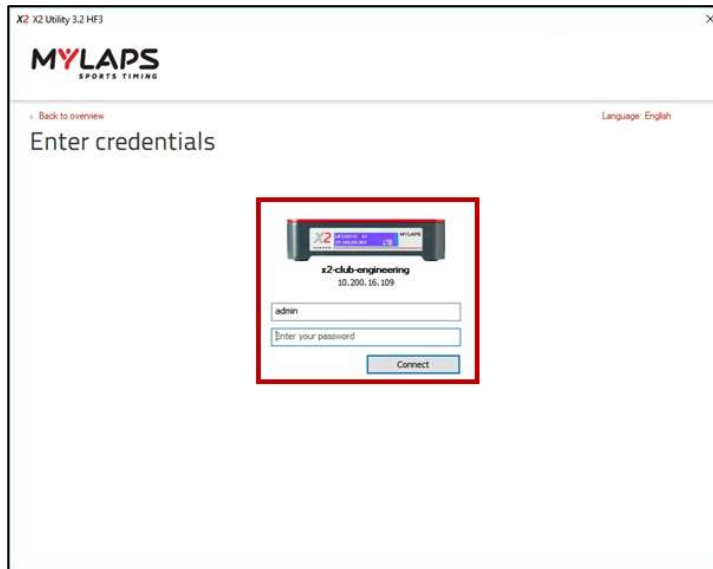 X2 X2 Utility 3.2 HF3
MYLAPS
SPORTS TIMING
‹ Back to overview
Language: English
Enter credentials
X2
SERVER
MYLAPS
x2-club-engineering
10.200.16.109
admin
Enter your password
Connect